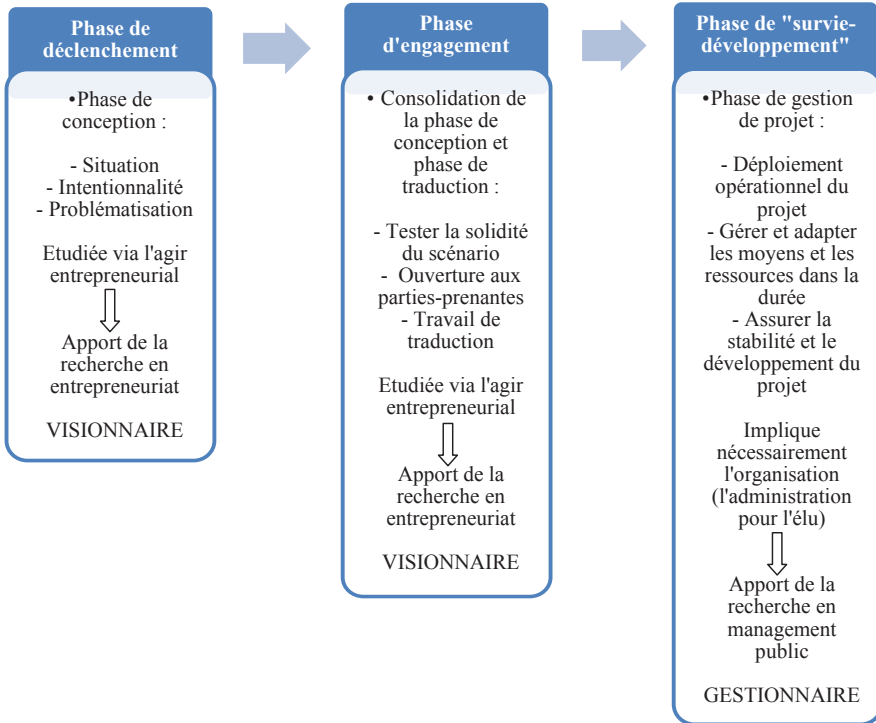 Phase de
déclenchement
•Phase de
conception :
- Situation
- Intentionnalité
- Problématisation
Etudiée via l'agir
entrepreneurial
Apport de la
recherche en
entrepreneuriat
VISIONNAIRE
Phase
d'engagement
• Consolidation de
la phase de
conception et
phase de
traduction :
- Tester la solidité
du scénario
- Ouverture aux
parties-prenantes
- Travail de
traduction
Etudiée via l'agir
entrepreneurial
Apport de la
recherche en
entrepreneuriat
VISIONNAIRE
Phase de "survie-
développement"
•Phase de gestion
de projet :
- Déploiement
opérationnel du
projet
- Gérer et adapter
les moyens et les
ressources dans la
durée
- Assurer la
stabilité et le
développement du
projet
Implique
nécessairement
l'organisation
(l'administration
pour l'élu)
Apport de la
recherche en
management
public
GESTIONNAIRE